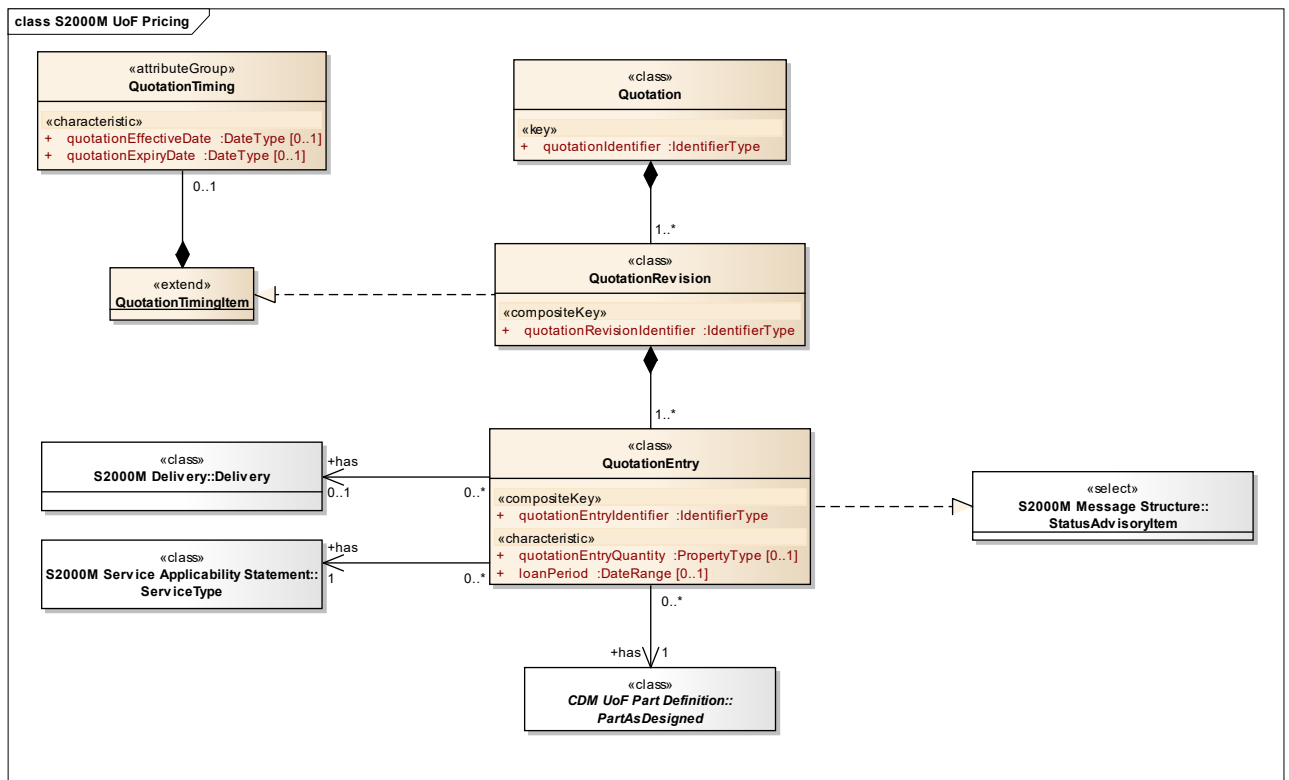 class S2000M UoF Pricing
«attributeGroup»
QuotationTiming
«characteristic»
+ quotationEffectiveDate :DateType [0..1]
+ quotationExpiryDate :DateType [0..1]
0..1
«extend»
QuotationTimingItem
«class»
Quotation
«key»
+ quotationIdentifier :IdentifierType
1..*
«class»
QuotationRevision
«compositeKey»
+ quotationRevisionIdentifier :IdentifierType
1..*
«class»
QuotationEntry
«compositeKey»
+ quotationEntryIdentifier :IdentifierType
«characteristic»
+ quotationEntryQuantity :PropertyType [0..1]
+ loanPeriod :DateRange [0..1]
«class»
S2000M Delivery::Delivery
+has
0..1
0..*
«class»
S2000M Service Applicability Statement::
ServiceType
+has
1
0..*
«select»
S2000M Message Structure::
StatusAdvisoryItem
0..*
+has
1
«class»
CDM UoF Part Definition::
PartAsDesigned